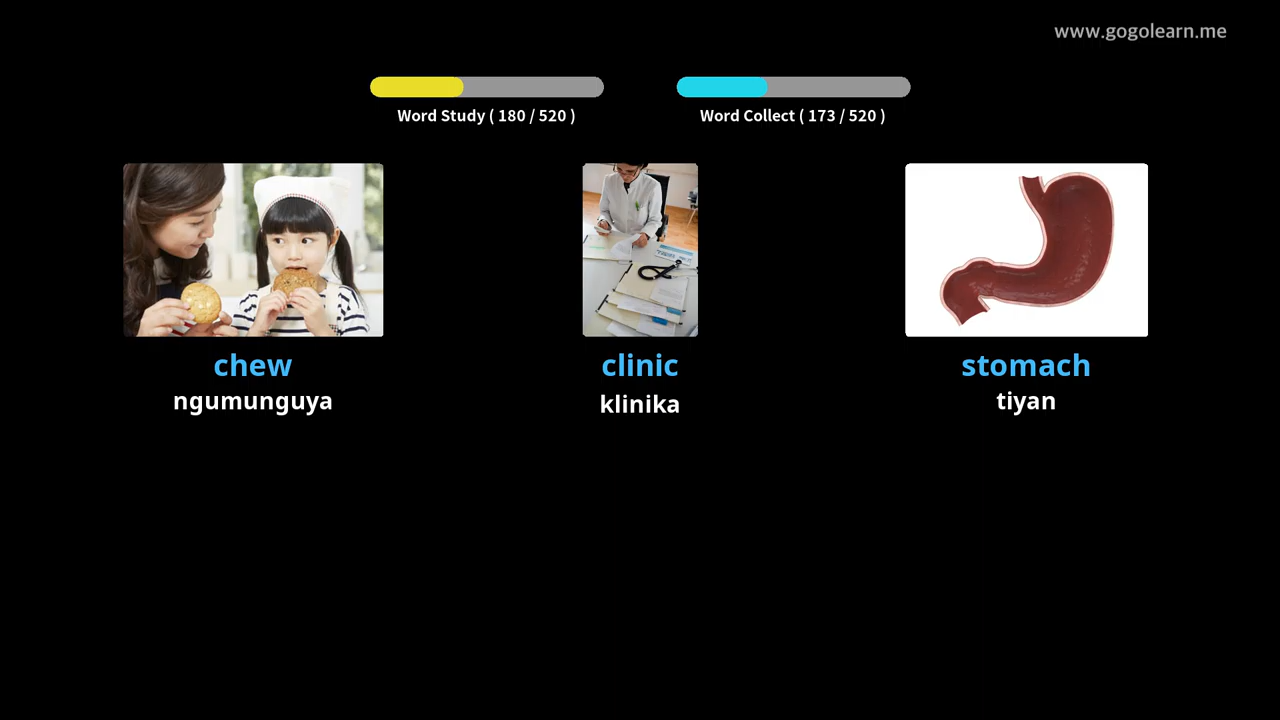 www.gogolearn.me
Word Study ( 180 / 520 )
Word Collect ( 173 / 520 )
chew
clinic
stomach
ngumunguya
klinika
tiyan